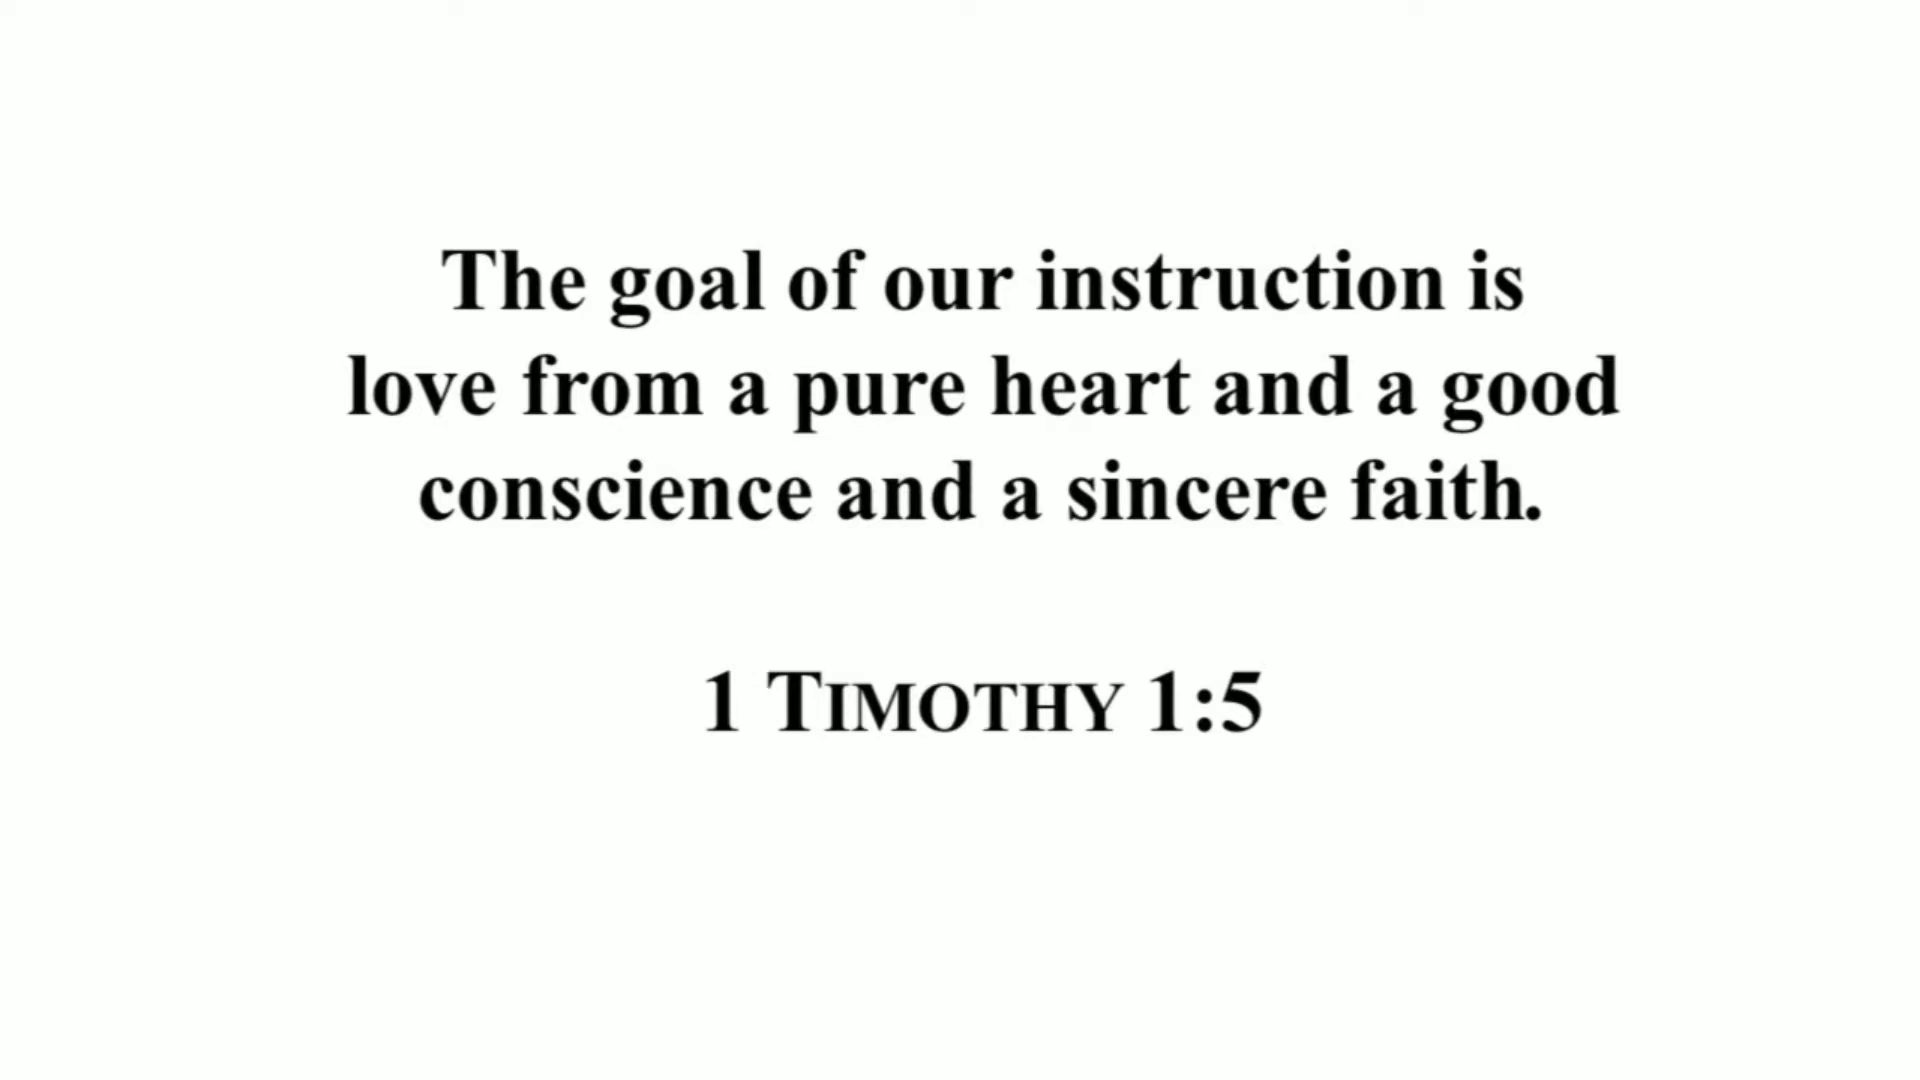 The goal of our instruction is
love from a pure heart and a good
conscience and a sincere faith.
1 TIMOTHY 1:5